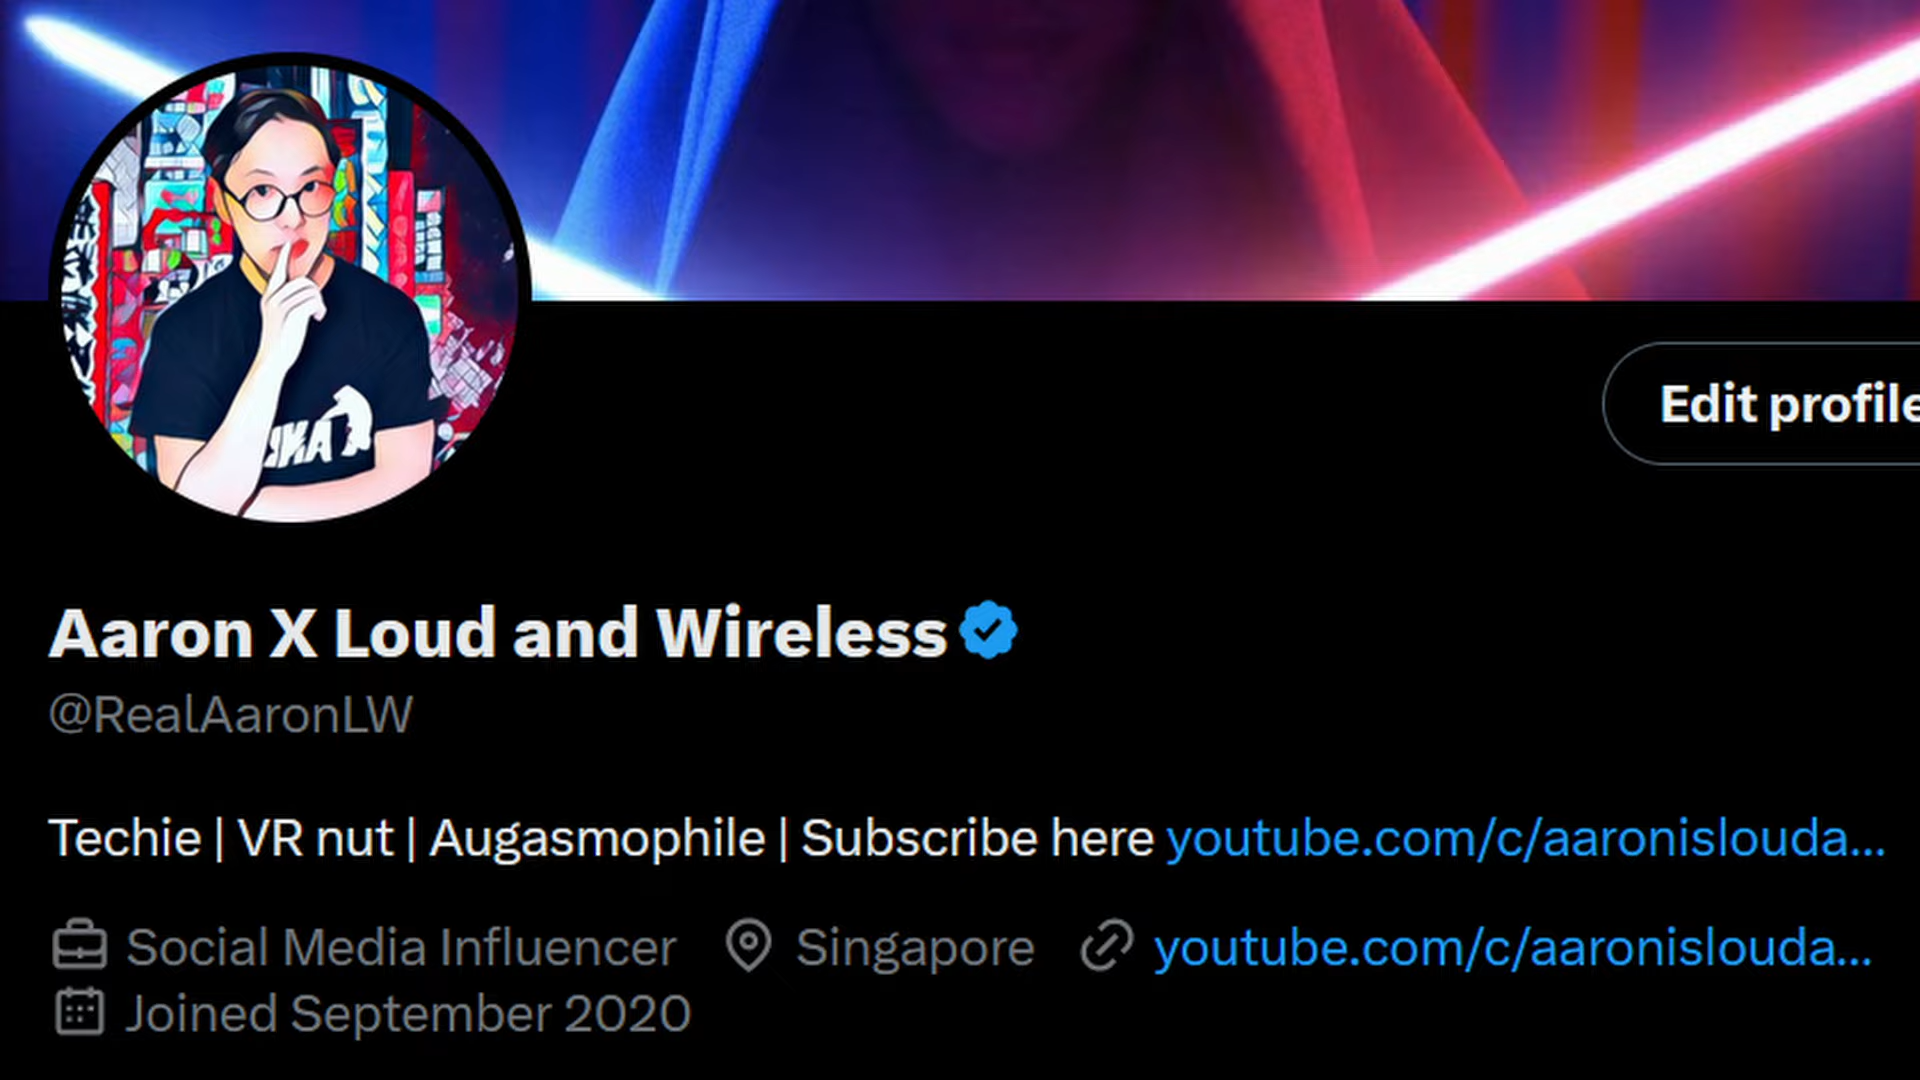 Edit profile
Aaron X Loud and Wireless
@RealAaronLW
Techie | VR nut | Augasmophile | Subscribe here youtube.com/c/aaronislouda...
Social Media Influencer Singapore youtube.com/c/aaronislouda...
Joined September 2020